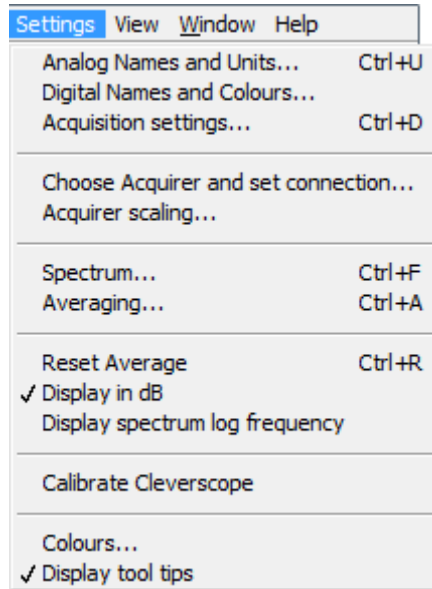 Settings View Window Help
Analog Names and Units... Ctrl+U
Digital Names and Colours...
Acquisition settings... Ctrl+D
Choose Acquirer and set connection...
Acquirer scaling...
Spectrum... Ctrl+F
Averaging... Ctrl+A
Reset Average Ctrl+R
✓ Display in dB
Display spectrum log frequency
Calibrate Cleverscope
Colours...
✓ Display tool tips